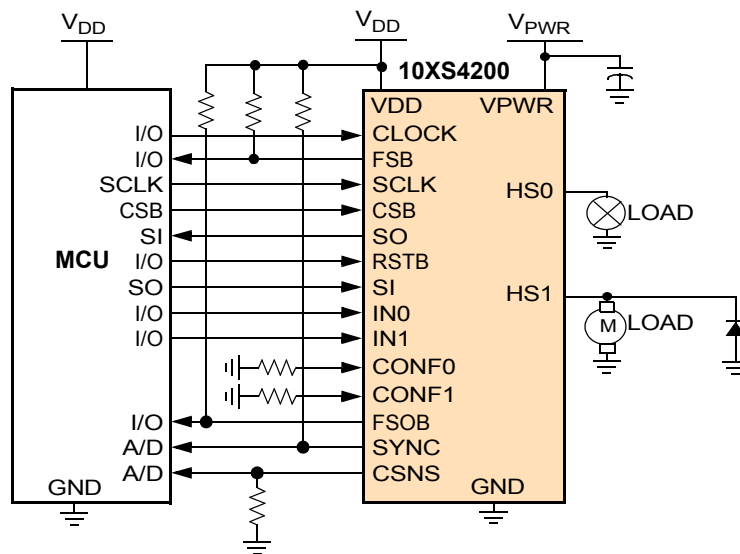 VDD
VDD
VPWR
10XS4200
VDD
VPWR
I/O
CLOCK
I/O
FSB
SCLK
SCLK
CSB
CSB
HS0
LOAD
SI
SO
MCU
I/O
RSTB
SO
SI
HS1
I/O
IN0
M
LOAD
I/O
IN1
CONF0
CONF1
I/O
FSOB
A/D
SYNC
A/D
CSNS
GND
GND